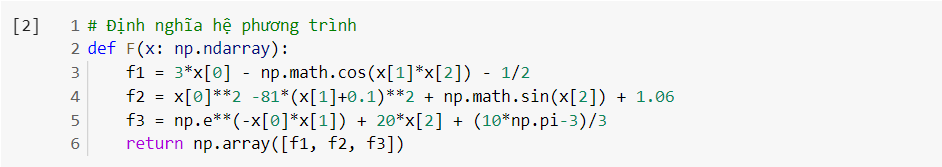 [2] 1 # Định nghĩa hệ phương trình
2 def F(x: np.ndarray):
3 f1 = 3*x[0] - np.math.cos(x[1]*x[2]) - 1/2
4 f2 = x[0]**2 -81*(x[1]+0.1)**2 + np.math.sin(x[2]) + 1.06
5 f3 = np.e**(-x[0]*x[1]) + 20*x[2] + (10*np.pi-3)/3
6 return np.array([f1, f2, f3])